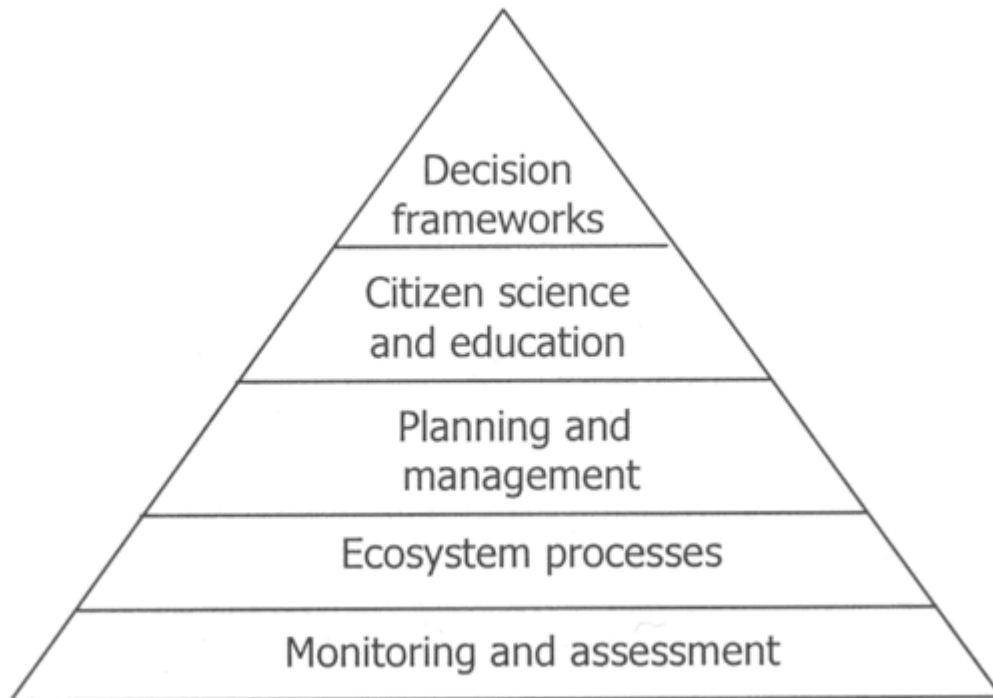 Decision
frameworks
Citizen science
and education
Planning and
management
Ecosystem processes
Monitoring and assessment